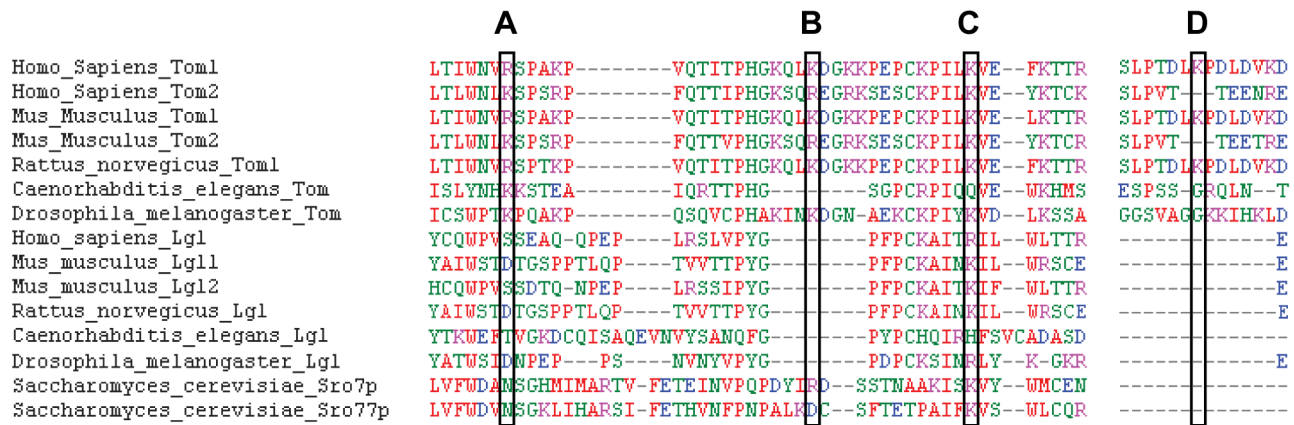 A B C D
Homo_Sapiens_Tom1 LTIWNVRSPAKP--------VQTITPHGKQLKDGKKPEPCKPILKVE--FKTTR SLPTDLKPDLDVKD
Homo_Sapiens_Tom2 LTLWNLKSPSRP--------FQTTIPHGKSQREGRKSESCKPILKVE--YKTCK SLPVT---TEENRE
Mus_Musculus_Tom1 LTIWNVRSPAKP--------VQTITPHGKQLKDGKKPEPCKPILKVE--FKTTR SLPTDLKPDLDVKD
Mus_Musculus_Tom2 LTLWNLKSPSRP--------FQTTVPHGKSQREGRKSESCKPILKVE--YKTCR SLPVT---TEETRE
Rattus_norvegicus_Tom1 LTIWNVRSPTKP--------VQTITPHGKQLKDGKKPEPCKPILKVE--FKTTR SLPTDLKPDLDVKD
Caenorhabditis_elegans_Tom ISLYNHKKSTEA--------IQRTTPHG--------SGPCRPIQQVE--WKHMS ESPSS-GRQLN--T
Drosophila_melanogaster_Tom ICSWPTKPQAKP--------QSQVCPHAKINKDGN-AEKCKPIYKVD--LKSSA GGSVAGGKKIHKLD
Homo_sapiens_Lgl YCQWPVSSEAQ-QPEP----LRSLVPYG--------PFPCKAITRIL--WLTTR -------------E
Mus_musculus_Lgl1 YAIWSTDTGSPPTLQP----TVVTTPYG--------PFPCKAINKIL--WRSCE -------------E
Mus_musculus_Lgl2 HCQWPVSSDTQ-NPEP----LRSSIPYG--------PFPCKAITKIF--WLTTR -------------E
Rattus_norvegicus_Lgl YAIWSTDTGSPPTLQP----TVVTTPYG--------PFPCKAINKIL--WRSCE -------------E
Caenorhabditis_elegans_Lgl YTKWEFTVGKDCQISAQEVNVYSANQFG--------PYPCHQIRHFSVCADASD --------------
Drosophila_melanogaster_Lgl YATWSIDNPEP---PS----NVNYVPYG--------PDPCKSINRLY--K-GKR -------------E
Saccharomyces_cerevisiae_Sro7p LVFWDANSGHMIMARTV-FETEINVPQPDYIRD--SSTNAAKISKVY--WMCEN --------------
Saccharomyces_cerevisiae_Sro77p LVFWDVNSGKLIHARSI-FETHVNFPNPALKDC--SFTETPAIFKVS--WLCQR --------------